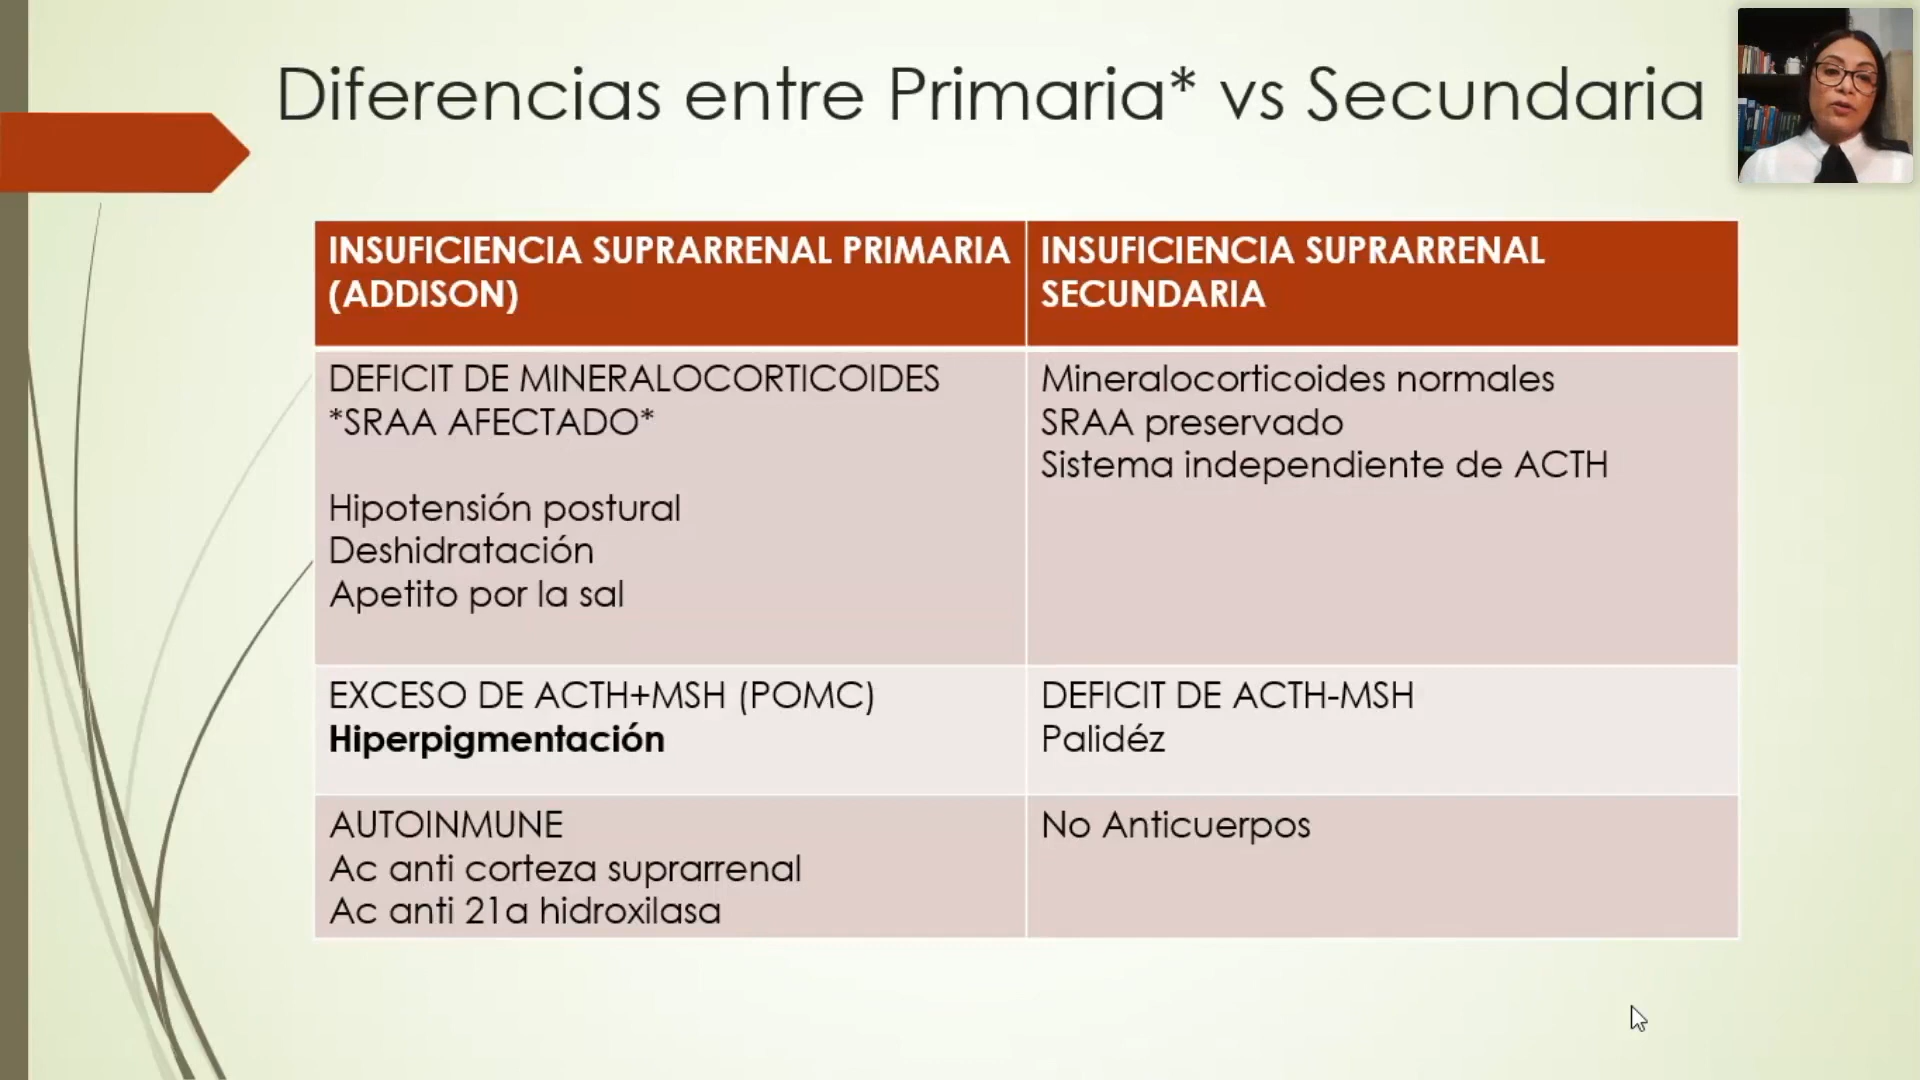 Diferencias entre Primaria* vs Secundaria
INSUFICIENCIA SUPRARRENAL PRIMARIA
(ADDISON)
INSUFICIENCIA SUPRARRENAL
SECUNDARIA
DEFICIT DE MINERALOCORTICOIDES
*SRAA AFECTADO*
Hipotensión postural
Deshidratación
Apetito por la sal
Mineralocorticoides normales
SRAA preservado
Sistema independiente de ACTH
EXCESO DE ACTH+MSH (POMC)
Hiperpigmentación
DEFICIT DE ACTH-MSH
Palidéz
AUTOINMUNE
Ac anti corteza suprarrenal
Ac anti 21a hidroxilasa
No Anticuerpos